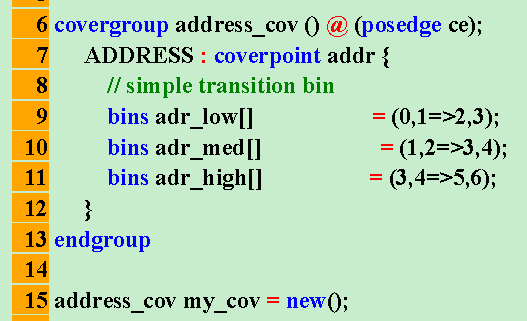 6 covergroup address_cov () @ (posedge ce);
7 ADDRESS : coverpoint addr {
8 // simple transition bin
9 bins adr_low[] = (0,1=>2,3);
10 bins adr_med[] = (1,2=>3,4);
11 bins adr_high[] = (3,4=>5,6);
12 }
13 endgroup
14
15 address_cov my_cov = new();